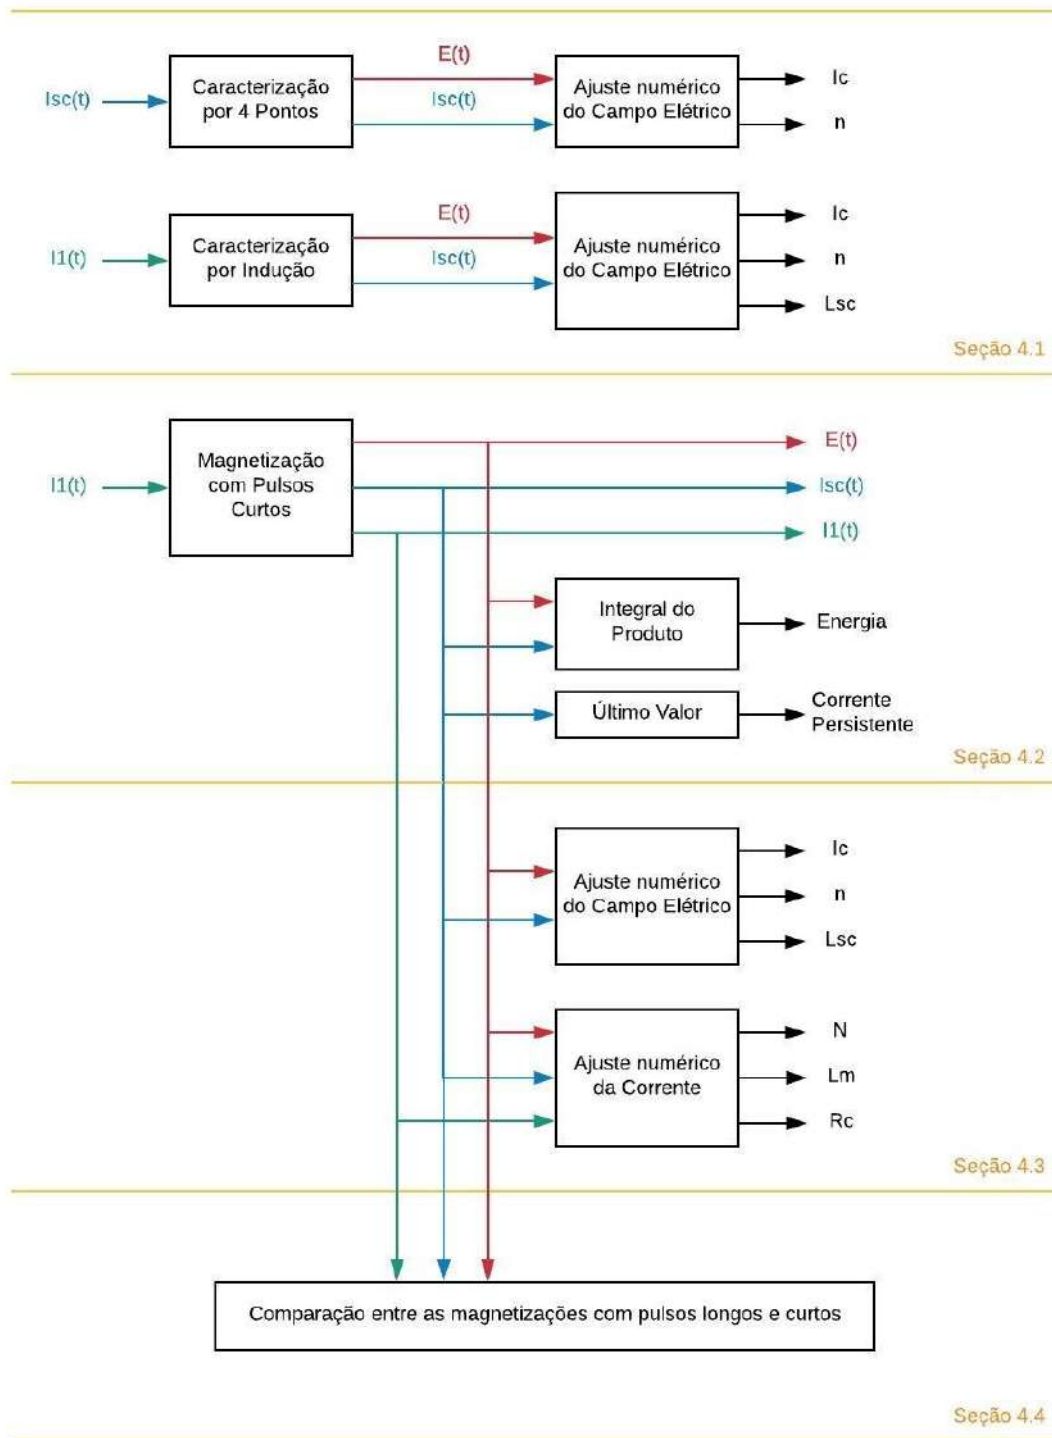 E(t)
Isc(t)
Caracterização
por 4 Pontos
Isc(t)
Ajuste numérico
do Campo Elétrico
Ic
n
E(t)
I1(t)
Caracterização
por Indução
Isc(t)
Ajuste numérico
do Campo Elétrico
Ic
n
Lsc
Seção 4.1
I1(t)
Magnetização
com Pulsos
Curtos
E(t)
Isc(t)
I1(t)
Integral do
Produto
Energia
Último Valor
Corrente
Persistente
Seção 4.2
Ajuste numérico
do Campo Elétrico
Ic
n
Lsc
Ajuste numérico
da Corrente
N
Lm
Rc
Seção 4.3
Comparação entre as magnetizações com pulsos longos e curtos
Seção 4.4